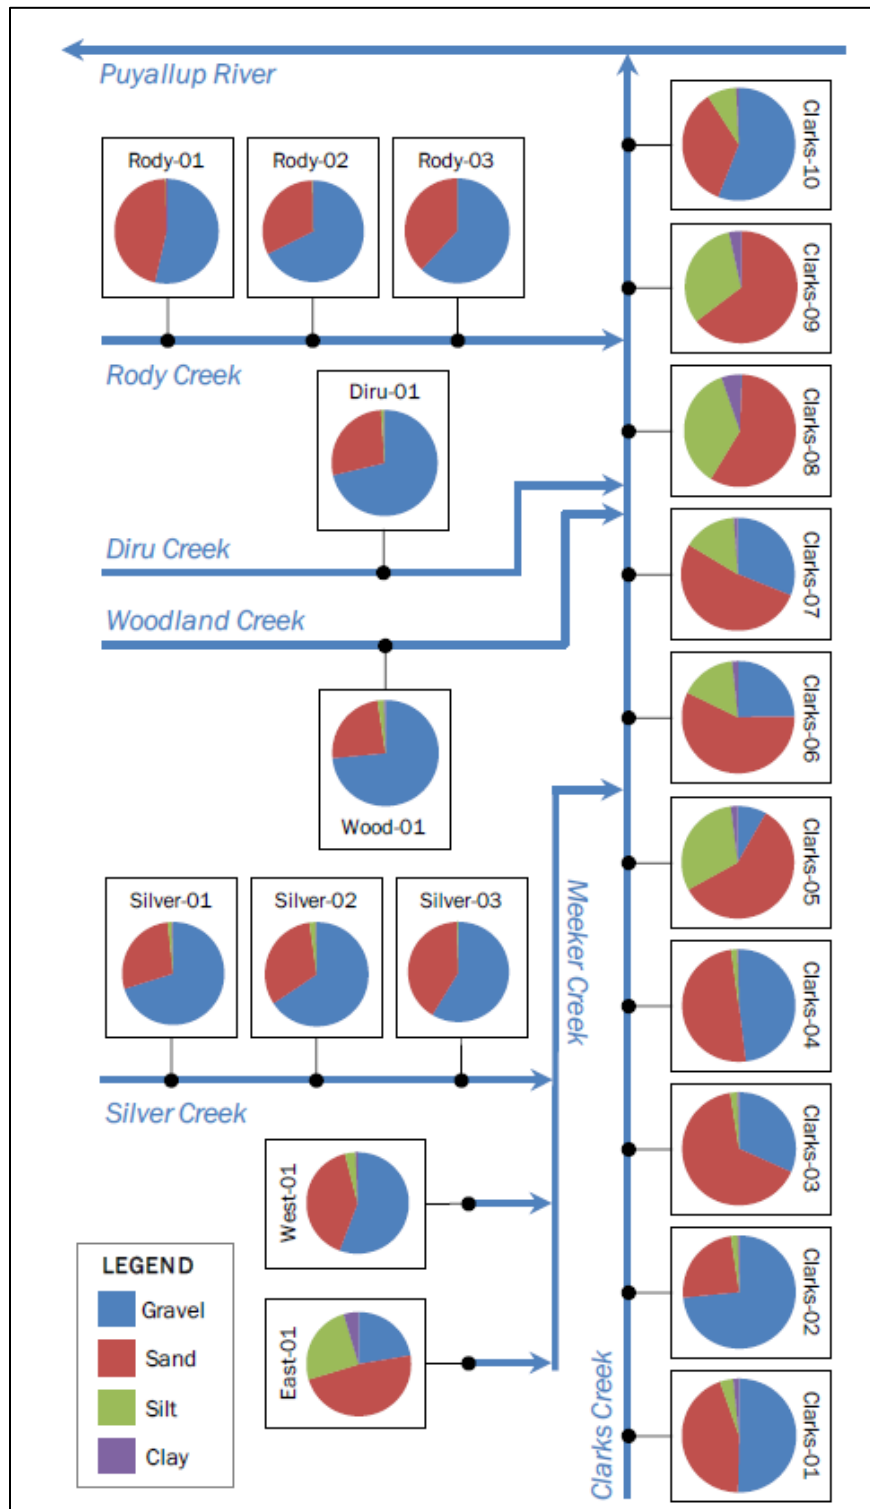 Puyallup River
Clarks-10
Rody-01
Rody-02
Rody-03
Clarks-09
Rody Creek
Diru-01
Clarks-08
Diru Creek
Clarks-07
Woodland Creek
Clarks-06
Wood-01
Clarks-05
Silver-01
Silver-02
Silver-03
Meeker Creek
Clarks-04
Silver Creek
Clarks-03
West-01
LEGEND
Gravel
Sand
Silt
Clay
East-01
Clarks-02
Clarks Creek
Clarks-01